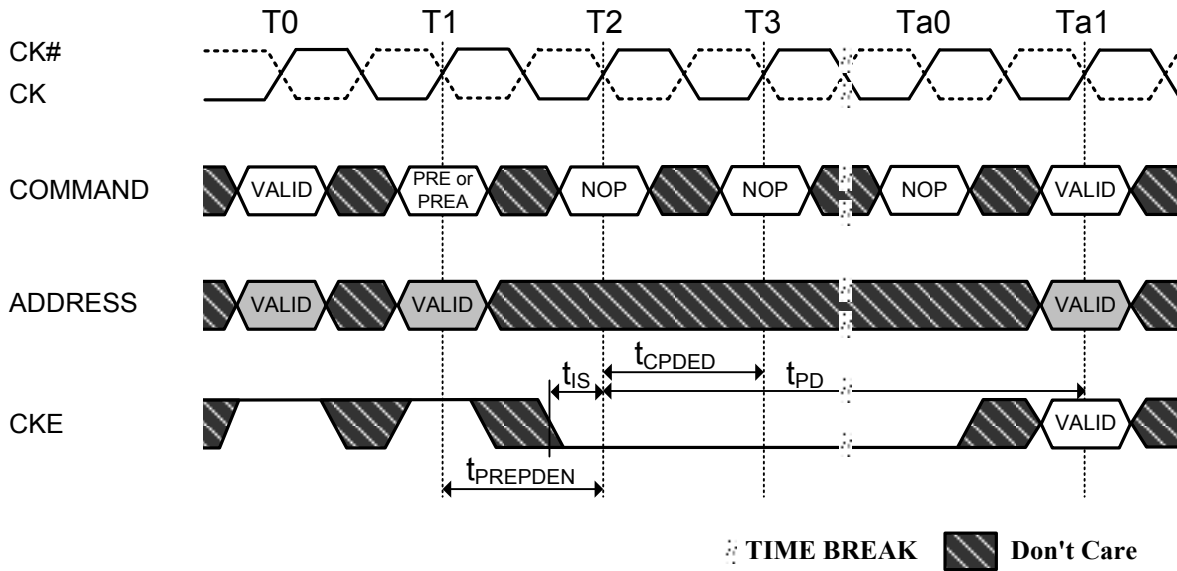 T0 T1 T2 T3 Ta0 Ta1
CK#
CK
COMMAND VALID PRE or PREA NOP NOP NOP VALID
ADDRESS VALID VALID VALID
tIS tCPDED tPD
CKE VALID
tPREPDEN
TIME BREAK Don't Care